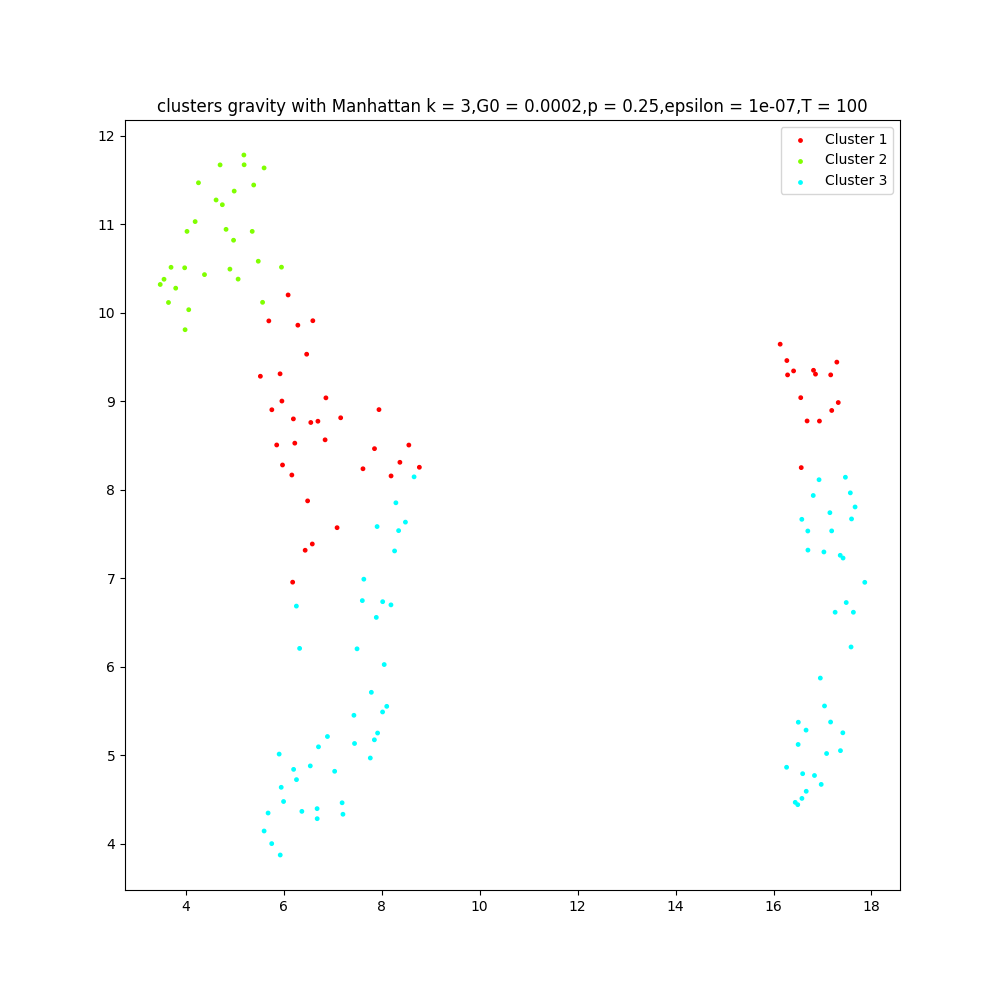 clusters gravity with Manhattan k = 3,G0 = 0.0002,p = 0.25,epsilon = 1e-07,T = 100
Cluster 1
Cluster 2
Cluster 3
12
11
10
9
8
7
6
5
4
4 6 8 10 12 14 16 18